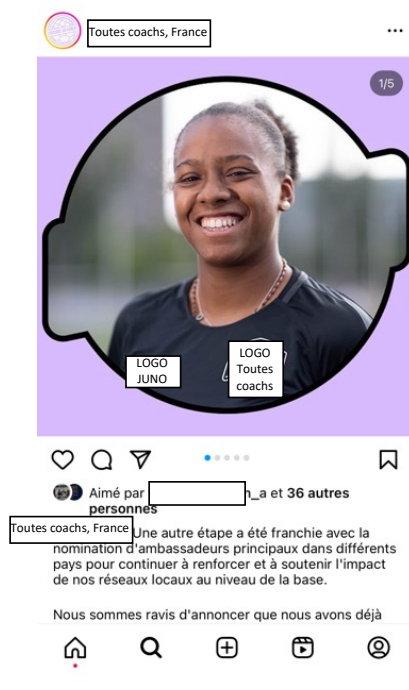 Toutes coachs, France
1/5
LOGO
JUNO
LOGO
Toutes
coachs
Aimé par n_a et 36 autres
personnes
Toutes coachs, France Une autre étape a été franchie avec la
nomination d'ambassadeurs principaux dans différents
pays pour continuer à renforcer et à soutenir l'impact
de nos réseaux locaux au niveau de la base.
Nous sommes ravis d'annoncer que nous avons déjà